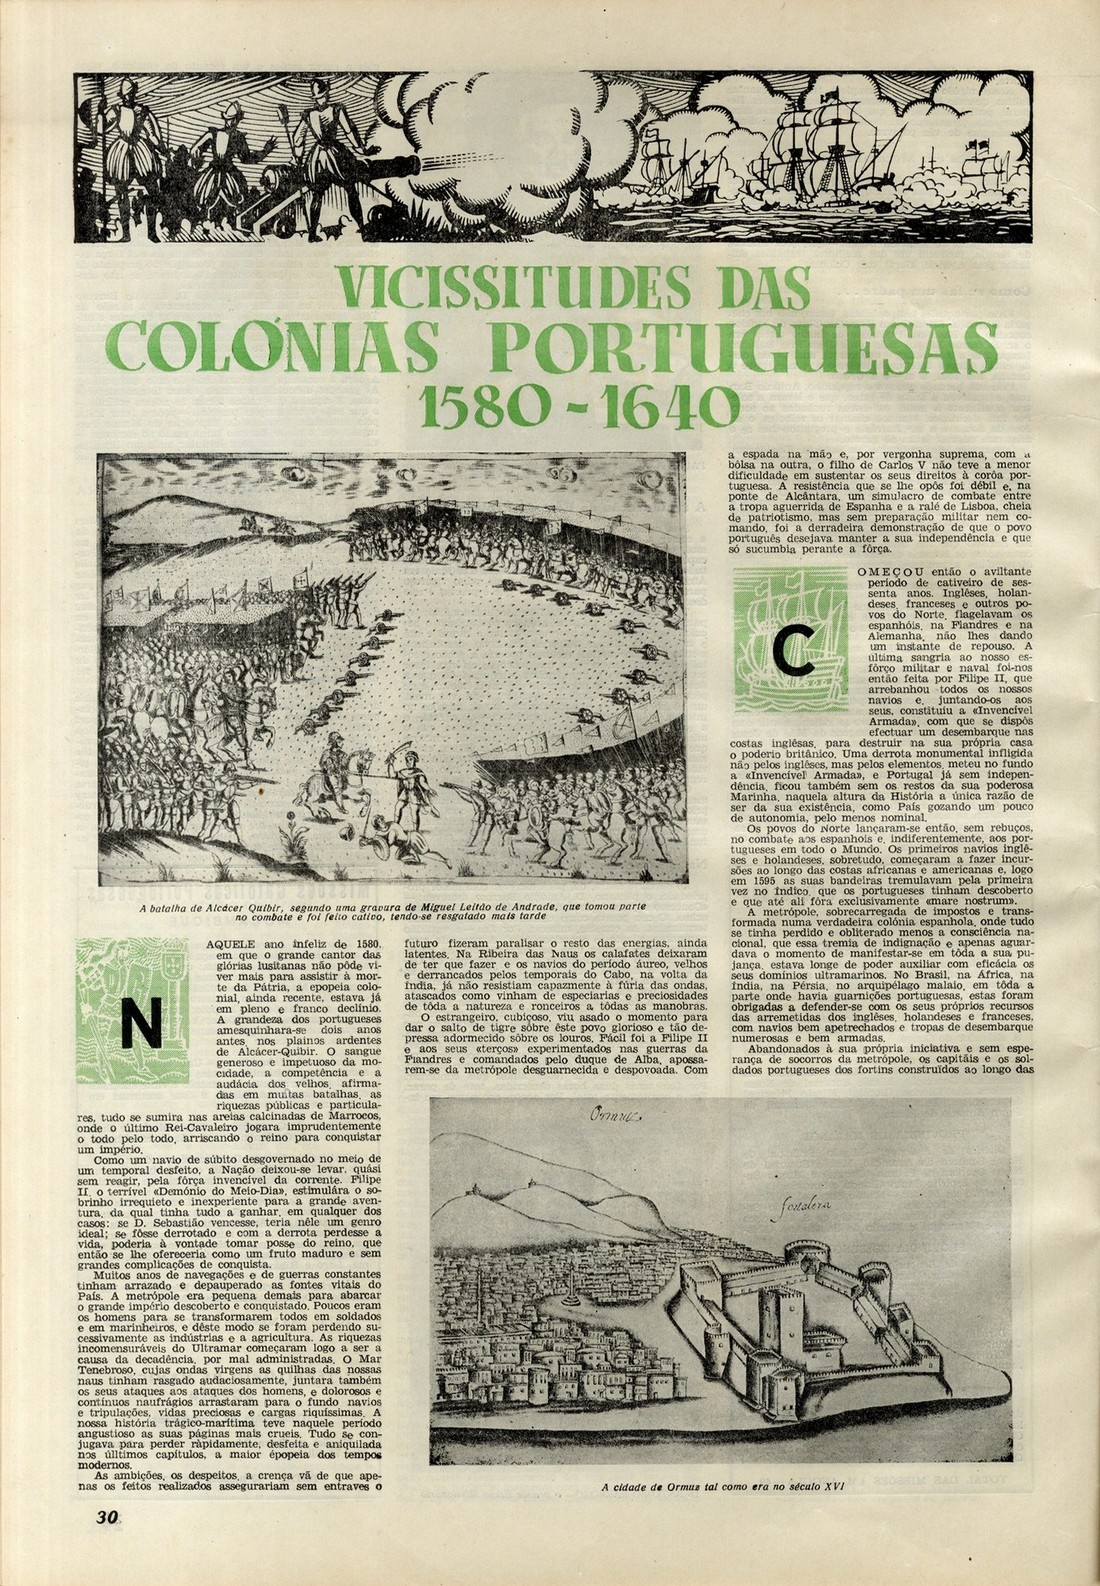 VICISSITUDES DAS
COLÓNIAS PORTUGUESAS
1580-1640
A batalha de Alcácer Quibir, segundo uma gravura de Miguel Leitão de Andrade, que tomou parte
no combate e foi feito cativo, tendo-se resgatado mais tarde
NAQUELE ano infeliz de 1580,
em que o grande cantor das
glórias lusitanas não pôde vi-
ver mais para assistir à mor-
te da Pátria, a epopeia colo-
nial, ainda recente, estava já
em pleno e franco declínio.
A grandeza dos portugueses
amesquinhara-se dois anos
antes, nos plainos ardentes
de Alcácer-Quibir. O sangue
generoso e impetuoso da mo-
cidade, a competência e a
audácia dos velhos, afirma-
das em muitas batalhas, as
riquezas públicas e particula-
res, tudo se sumira nas areias calcinadas de Marrocos,
onde o último Rei-Cavaleiro jogara imprudentemente
o todo pelo todo, arriscando o reino para conquistar
um império.
Como um navio de súbito desgovernado no meio de
um temporal desfeito, a Nação deixou-se levar, quási
sem reagir, pela fôrça invencível da corrente. Filipe
II, o terrível «Demónio do Meio-Dia», estimulára o so-
brinho irrequieto e inexperiente para a grande aven-
tura, da qual tinha tudo a ganhar, em qualquer dos
casos: se D. Sebastião vencesse, teria nêle um genro
ideal; se fôsse derrotado e com a derrota perdesse a
vida, poderia à vontade tomar posse do reino, que
então se lhe ofereceria como um fruto maduro e sem
grandes complicações de conquista.
Muitos anos de navegações e de guerras constantes
tinham arrazado e depauperado as fontes vitais do
País. A metrópole era pequena demais para abarcar
o grande império descoberto e conquistado. Poucos eram
os homens para se transformarem todos em soldados
e em marinheiros, e dêste modo se foram perdendo su-
cessivamente as indústrias e a agricultura. As riquezas
incomensuráveis do Ultramar começaram logo a ser a
causa da decadência, por mal administradas. O Mar
Tenebroso, cujas ondas virgens as quilhas das nossas
naus tinham rasgado audaciosamente, juntara também
os seus ataques aos ataques dos homens, e dolorosos e
contínuos naufrágios arrastaram para o fundo navios
e tripulações, vidas preciosas e cargas riquíssimas. A
nossa história trágico-marítima teve naquele período
angustioso as suas páginas mais cruéis. Tudo se con-
jugava para perder ràpidamente, desfeita e aniquilada
nos úlltimos capítulos, a maior épopeia dos tempos
modernos.
As ambições, os despeitos, a crença vã de que ape-
nas os feitos realizados assegurariam sem entraves o
futuro fizeram paralisar o resto das energias, ainda
latentes. Na Ribeira das Naus os calafates deixaram
de ter que fazer e os navios do período áureo, velhos
e derrancados pelos temporais do Cabo, na volta da
Índia, já não resistiam capazmente à fúria das ondas,
atascados como vinham de especiarias e preciosidades
de tôda a natureza e ronceiros a tôdas as manobras.
O estrangeiro, cubiçoso, viu asado o momento para
dar o salto de tigre sôbre êste povo glorioso e tão de-
pressa adormecido sôbre os louros. Fácil foi a Filipe II
e aos seus «terços» experimentados nas guerras da
Flandres e comandados pelo duque de Alba, apossa-
rem-se da metrópole desguarnecida e despovoada. Com
a espada na mão e, por vergonha suprema, com a
bôlsa na outra, o filho de Carlos V não teve a menor
dificuldade em sustentar os seus direitos à corôa por-
tuguesa. A resistência que se lhe opôs foi débil e, na
ponte de Alcântara, um simulacro de combate entre
a tropa aguerrida de Espanha e a ralé de Lisboa, cheia
de patriotismo, mas sem preparação militar nem co-
mando, foi a derradeira demonstração de que o povo
português desejava manter a sua independência e que
só sucumbia perante a fôrça.
COMEÇOU então o aviltante
período de cativeiro de ses-
senta anos. Inglêses, holan-
deses, franceses e outros po-
vos do Norte, flagelavam os
espanhóis, na Flandres e na
Alemanha, não lhes dando
um instante de repouso. A
última sangria ao nosso es-
fôrço militar e naval foi-nos
então feita por Filipe II, que
arrebanhou todos os nossos
navios e, juntando-os aos
seus, constituíu a «Invencível
Armada», com que se dispôs
efectuar um desembarque nas
costas inglêsas, para destruir na sua própria casa
o poderio britânico. Uma derrota monumental infligida
não pelos inglêses, mas pelos elementos, meteu no fundo
a «Invencível Armada», e Portugal já sem indepen-
dência, ficou também sem os restos da sua poderosa
Marinha, naquela altura da História a única razão de
ser da sua existência, como País gozando um pouco
de autonomia, pelo menos nominal.
Os povos do Norte lançaram-se então, sem rebuços,
no combate aos espanhóis e, indiferentemente, aos por-
tugueses em todo o Mundo. Os primeiros navios inglê-
ses e holandeses, sobretudo, começaram a fazer incur-
sões ao longo das costas africanas e americanas e, logo
em 1595 as suas bandeiras tremulavam pela primeira
vez no Índico, que os portugueses tinham descoberto
e que até ali fôra exclusivamente «mare nostrum».
A metrópole, sobrecarregada de impostos e trans-
formada numa verdadeira colónia espanhola, onde tudo
se tinha perdido e obliterado menos a consciência na-
cional, que essa tremia de indignação e apenas aguar-
dava o momento de manifestar-se em tôda a sua pu-
jança, estava longe de poder auxiliar com eficácia os
seus domínios ultramarinos. No Brasil, na África, na
Índia, na Pérsia, no arquipélago malaio, em tôda a
parte onde havia guarnições portuguesas, estas foram
obrigadas a defender-se com os seus próprios recursos
das arremetidas dos inglêses, holandeses e franceses,
com navios bem apetrechados e tropas de desembarque
numerosas e bem armadas.
Abandonados à sua própria iniciativa e sem espe-
rança de socorros da metrópole, os capitãis e os sol-
dados portugueses dos fortins construídos ao longo das
Ormus
fortaleza
A cidade de Ormuz tal como era no século XVI
30